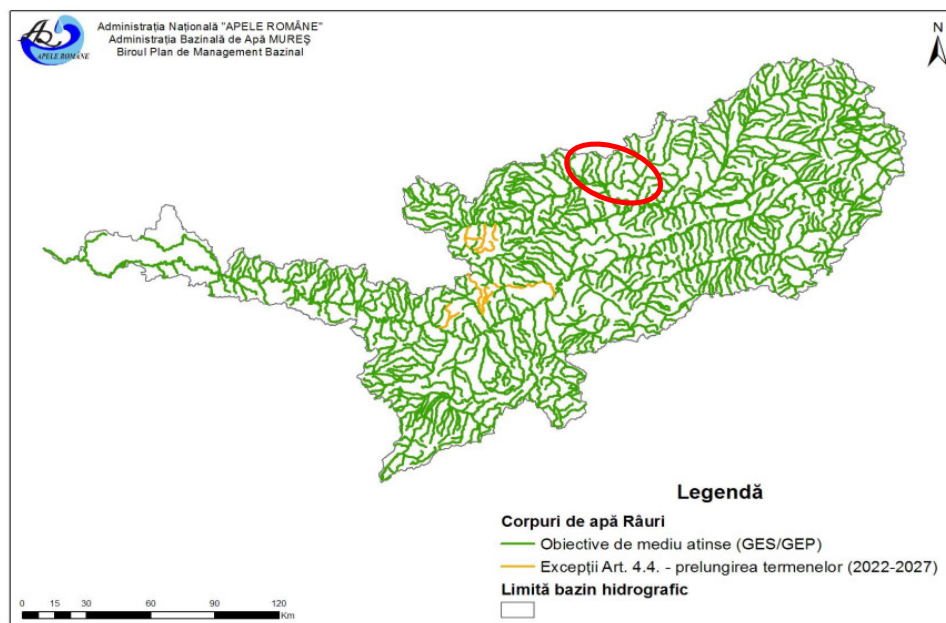 Administrația Națională "APELE ROMÂNE"
Administrația Bazinală de Apă MUREȘ
Biroul Plan de Management Bazinal
APELE ROMÂNE
N
Legendă
Corpuri de apă Râuri
Obiective de mediu atinse (GES/GEP)
Excepții Art. 4.4. - prelungirea termenelor (2022-2027)
Limită bazin hidrografic
0 15 30 60 90 120
Km